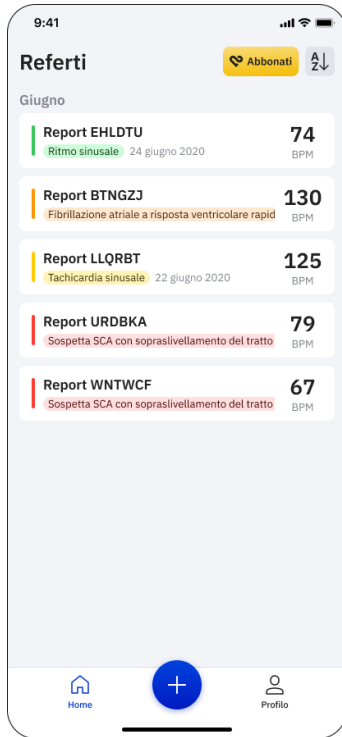 9:41
Referti
Abbonati
A
Z
Giugno
Report EHLDTU
74
Ritmo sinusale 24 giugno 2020
BPM
Report BTNGZJ
130
Fibrillazione atriale a risposta ventricolare rapid
BPM
Report LLQRBT
125
Tachicardia sinusale 22 giugno 2020
BPM
Report URDBKA
79
Sospetta SCA con sopraslivellamento del tratto
BPM
Report WNTWCF
67
Sospetta SCA con sopraslivellamento del tratto
BPM
Home
Profilo